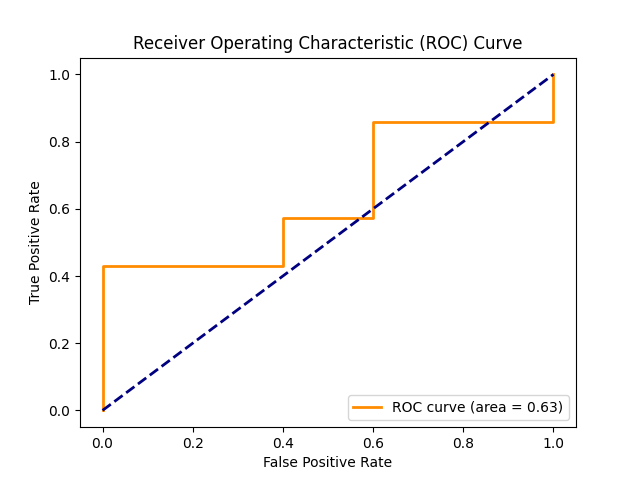 Receiver Operating Characteristic (ROC) Curve
1.0
0.8
0.6
0.4
0.2
0.0
True Positive Rate
ROC curve (area = 0.63)
0.0 0.2 0.4 0.6 0.8 1.0
False Positive Rate